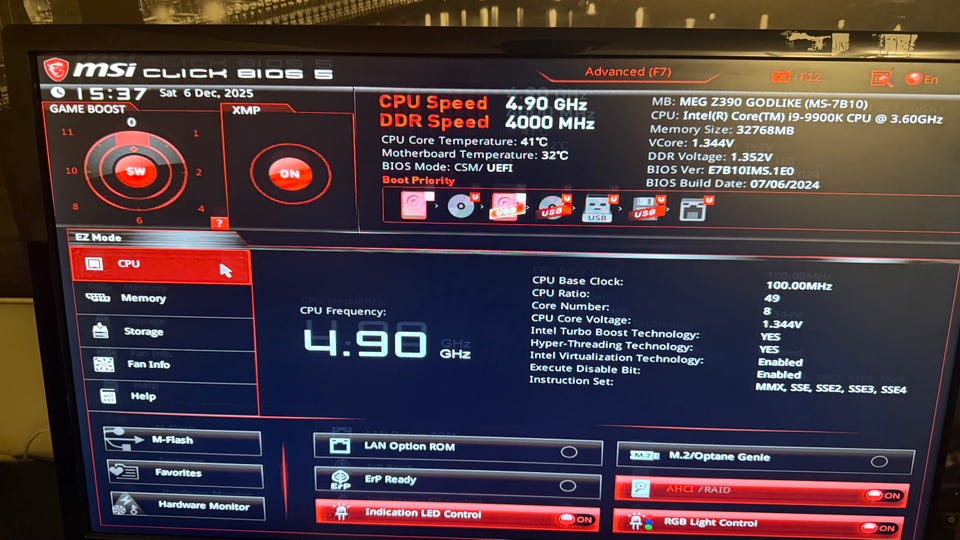 msi CLICK BIOS 5
Advanced (F7)
F12
En
15:37 Sat 6 Dec, 2025
GAME BOOST
XMP
0
11
1
10
2
8
4
6
SW
ON
?
CPU Speed 4.90 GHz
DDR Speed 4000 MHz
CPU Core Temperature: 41°C
Motherboard Temperature: 32°C
BIOS Mode: CSM/ UEFI
Boot Priority
MB: MEG Z390 GODLIKE (MS-7B10)
CPU: Intel(R) Core(TM) i9-9900K CPU @ 3.60GHz
Memory Size: 32768MB
VCore: 1.344V
DDR Voltage: 1.352V
BIOS Ver: E7B10IMS.1E0
BIOS Build Date: 07/06/2024
U U USB U USB U USB U USB U U
EZ Mode
CPU
Memory
Storage
Fan Info
Help
CPU Frequency:
4.90 GHz
CPU Base Clock: 100.00MHz
CPU Ratio: 49
Core Number: 8
CPU Core Voltage: 1.344V
Intel Turbo Boost Technology: YES
Hyper-Threading Technology: YES
Intel Virtualization Technology: Enabled
Execute Disable Bit: Enabled
Instruction Set: MMX, SSE, SSE2, SSE3, SSE4
M-Flash
Favorites
Hardware Monitor
LAN Option ROM
ErP Ready
ErP
Indication LED Control ON
M.2/Optane Genie
AHCI /RAID ON
RGB Light Control ON